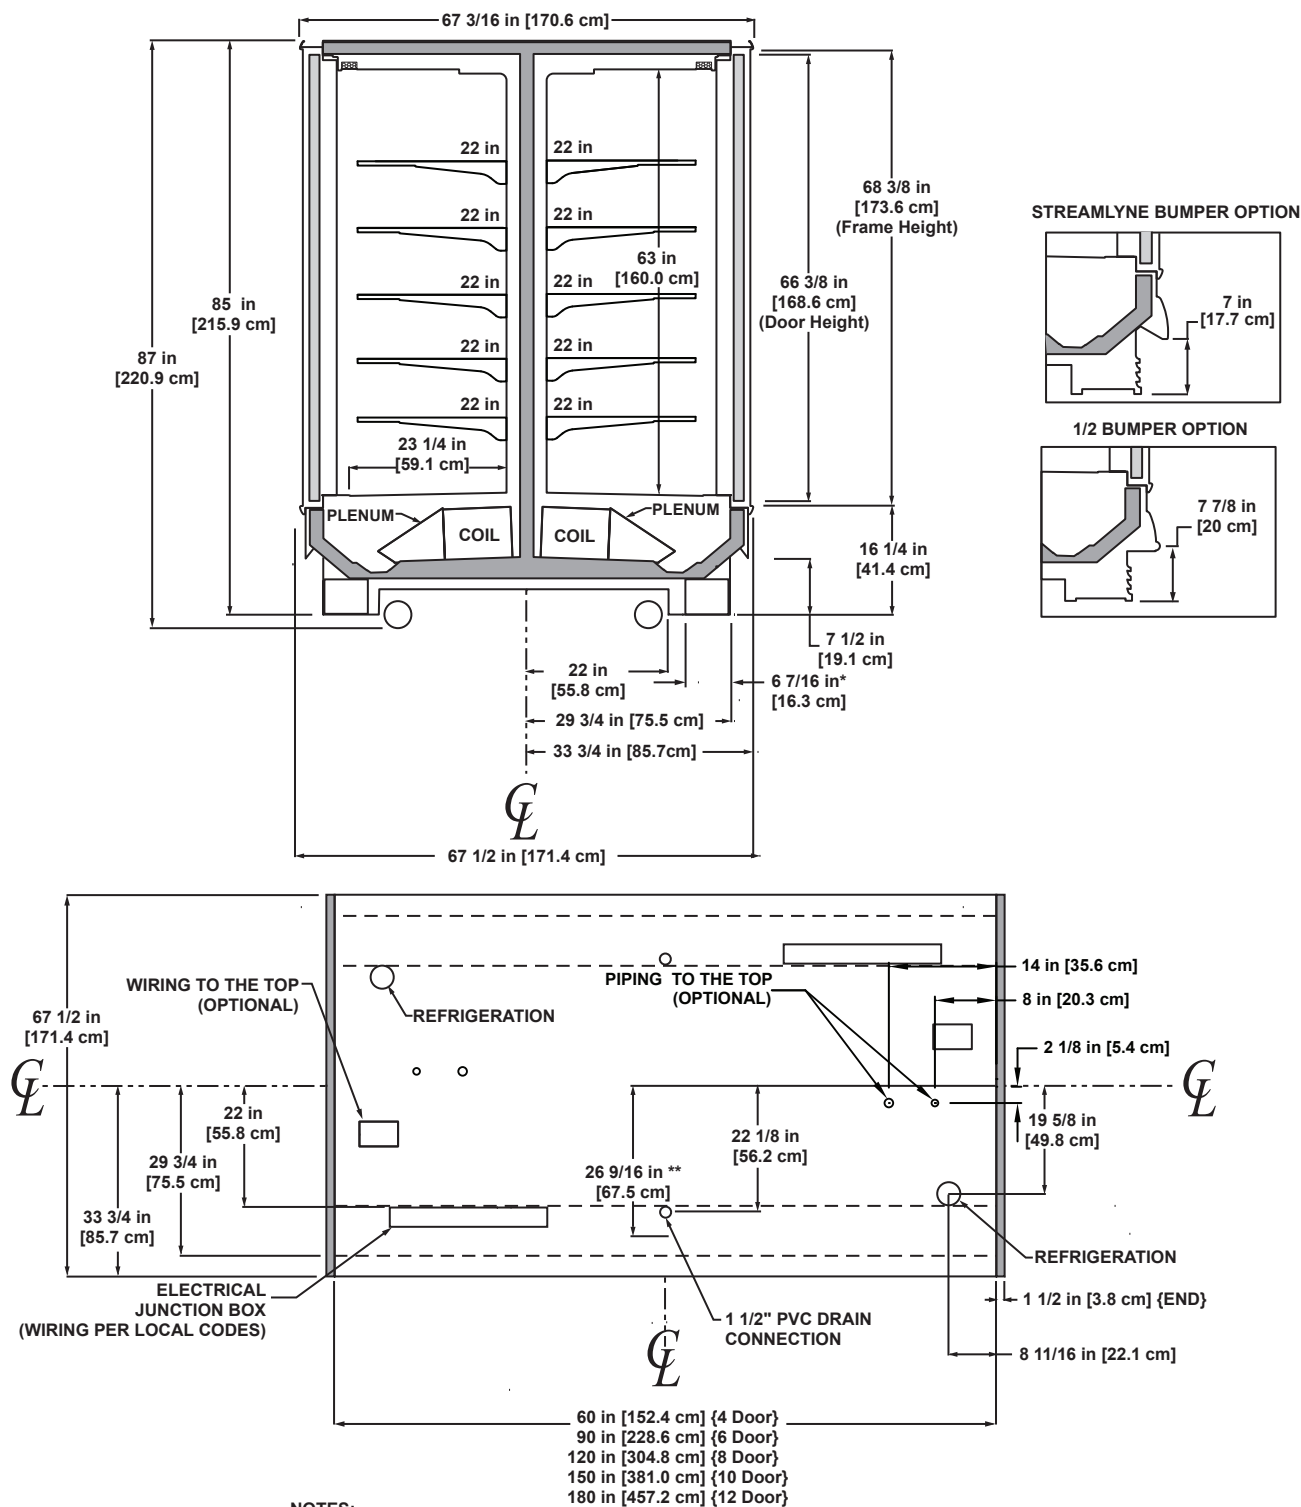 67 3/16 in [170.6 cm]
22 in
22 in
22 in
22 in
22 in
22 in
22 in
22 in
22 in
22 in
63 in
[160.0 cm]
68 3/8 in
[173.6 cm]
(Frame Height)
66 3/8 in
[168.6 cm]
(Door Height)
85 in
[215.9 cm]
87 in
[220.9 cm]
23 1/4 in
[59.1 cm]
PLENUM
COIL
COIL
PLENUM
16 1/4 in
[41.4 cm]
7 1/2 in
[19.1 cm]
22 in
[55.8 cm]
6 7/16 in*
[16.3 cm]
29 3/4 in [75.5 cm]
33 3/4 in [85.7cm]
CL
67 1/2 in [171.4 cm]
STREAMLYNE BUMPER OPTION
7 in
[17.7 cm]
1/2 BUMPER OPTION
7 7/8 in
[20 cm]
WIRING TO THE TOP
(OPTIONAL)
REFRIGERATION
PIPING TO THE TOP
(OPTIONAL)
14 in [35.6 cm]
8 in [20.3 cm]
2 1/8 in [5.4 cm]
67 1/2 in
[171.4 cm]
CL
CL
22 in
[55.8 cm]
29 3/4 in
[75.5 cm]
33 3/4 in
[85.7 cm]
22 1/8 in
[56.2 cm]
26 9/16 in **
[67.5 cm]
19 5/8 in
[49.8 cm]
REFRIGERATION
ELECTRICAL
JUNCTION BOX
(WIRING PER LOCAL CODES)
1 1/2" PVC DRAIN
CONNECTION
1 1/2 in [3.8 cm] {END}
8 11/16 in [22.1 cm]
CL
60 in [152.4 cm] {4 Door}
90 in [228.6 cm] {6 Door}
120 in [304.8 cm] {8 Door}
150 in [381.0 cm] {10 Door}
180 in [457.2 cm] {12 Door}
NOTES: